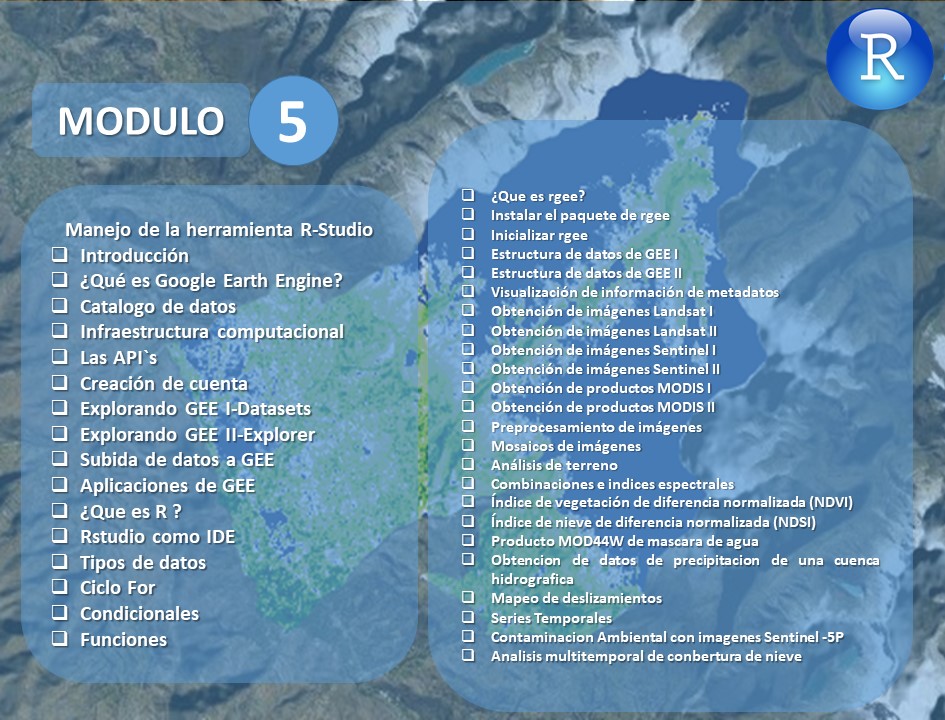 R
MODULO 5
Manejo de la herramienta R-Studio
Introducción
¿Qué es Google Earth Engine?
Catalogo de datos
Infraestructura computacional
Las API`s
Creación de cuenta
Explorando GEE I-Datasets
Explorando GEE II-Explorer
Subida de datos a GEE
Aplicaciones de GEE
¿Que es R ?
Rstudio como IDE
Tipos de datos
Ciclo For
Condicionales
Funciones
¿Que es rgee?
Instalar el paquete de rgee
Inicializar rgee
Estructura de datos de GEE I
Estructura de datos de GEE II
Visualización de información de metadatos
Obtención de imágenes Landsat I
Obtención de imágenes Landsat II
Obtención de imágenes Sentinel I
Obtención de imágenes Sentinel II
Obtención de productos MODIS I
Obtención de productos MODIS II
Preprocesamiento de imágenes
Mosaicos de imágenes
Análisis de terreno
Combinaciones e indices espectrales
Índice de vegetación de diferencia normalizada (NDVI)
Índice de nieve de diferencia normalizada (NDSI)
Producto MOD44W de mascara de agua
Obtencion de datos de precipitacion de una cuenca
hidrografica
Mapeo de deslizamientos
Series Temporales
Contaminacion Ambiental con imagenes Sentinel -5P
Analisis multitemporal de conbertura de nieve